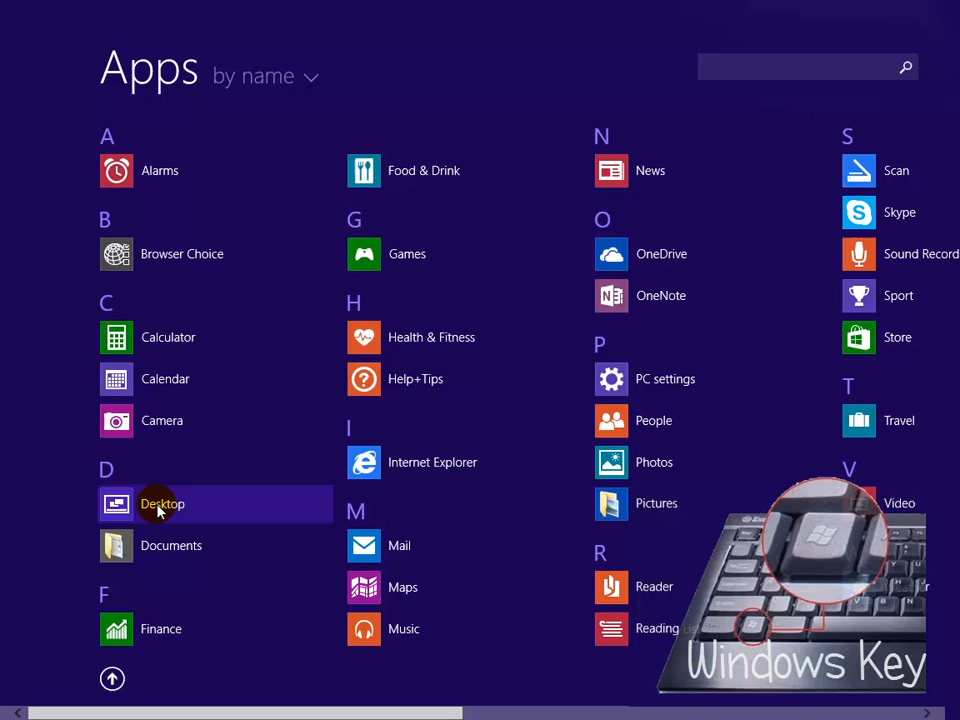 Apps by name
A
Alarms
B
Browser Choice
C
Calculator
Calendar
Camera
D
Desktop
Documents
F
Finance
Food & Drink
G
Games
H
Health & Fitness
Help+Tips
I
Internet Explorer
M
Mail
Maps
Music
N
News
O
OneDrive
OneNote
P
PC settings
People
Photos
Pictures
R
Reader
Reading
S
Scan
Skype
Sound Record
Sport
Store
T
Travel
V
Video
Windows Key